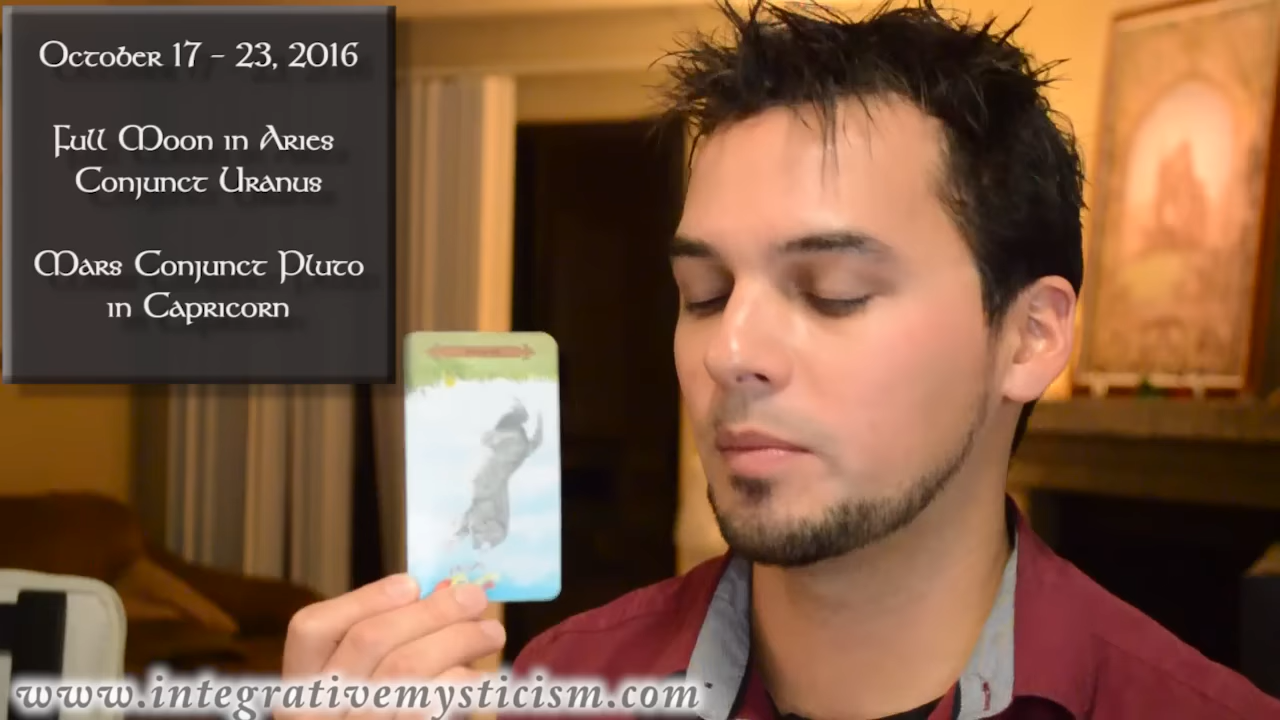 October 17 - 23, 2016
Full Moon in Aries
Conjunct Uranus
Mars Conjunct Pluto
in Capricorn
www.integrativemysticism.com